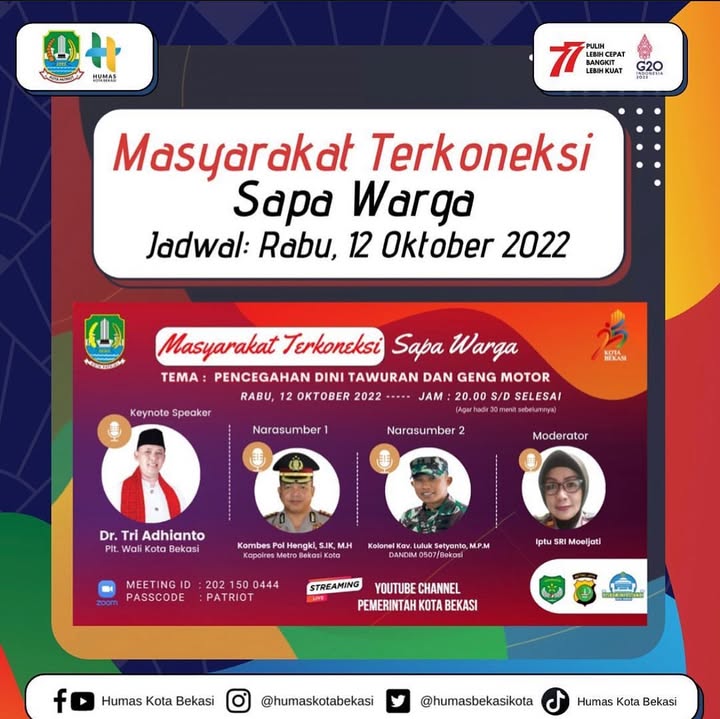 KOTA PATRIOT
HUMAS
KOTA BEKASI
77
PULIH
LEBIH CEPAT
BANGKIT
LEBIH KUAT
G20
INDONESIA
2022
Masyarakat Terkoneksi
Sapa Warga
Jadwal: Rabu, 12 Oktober 2022
Masyarakat Terkoneksi Sapa Warga
25
KOTA
BEKASI
TEMA : PENCEGAHAN DINI TAWURAN DAN GENG MOTOR
RABU, 12 OKTOBER 2022 ----- JAM : 20.00 S/D SELESAI
(Agar hadir 30 menit sebelumnya)
Keynote Speaker
Dr. Tri Adhianto
Plt. Wali Kota Bekasi
Narasumber 1
Kombes Pol Hengki, S.IK, M.H
Kapolres Metro Bekasi Kota
Narasumber 2
Kolonel Kav. Luluk Setyanto, M.P.M
DANDIM 0507/Bekasi
Moderator
Iptu SRI Moeljati
zoom
MEETING ID : 202 150 0444
PASSCODE : PATRIOT
STREAMING
LIVE
YOUTUBE CHANNEL
PEMERINTAH KOTA BEKASI
Humas Kota Bekasi
@humaskotabekasi
@humasbekasikota
Humas Kota Bekasi